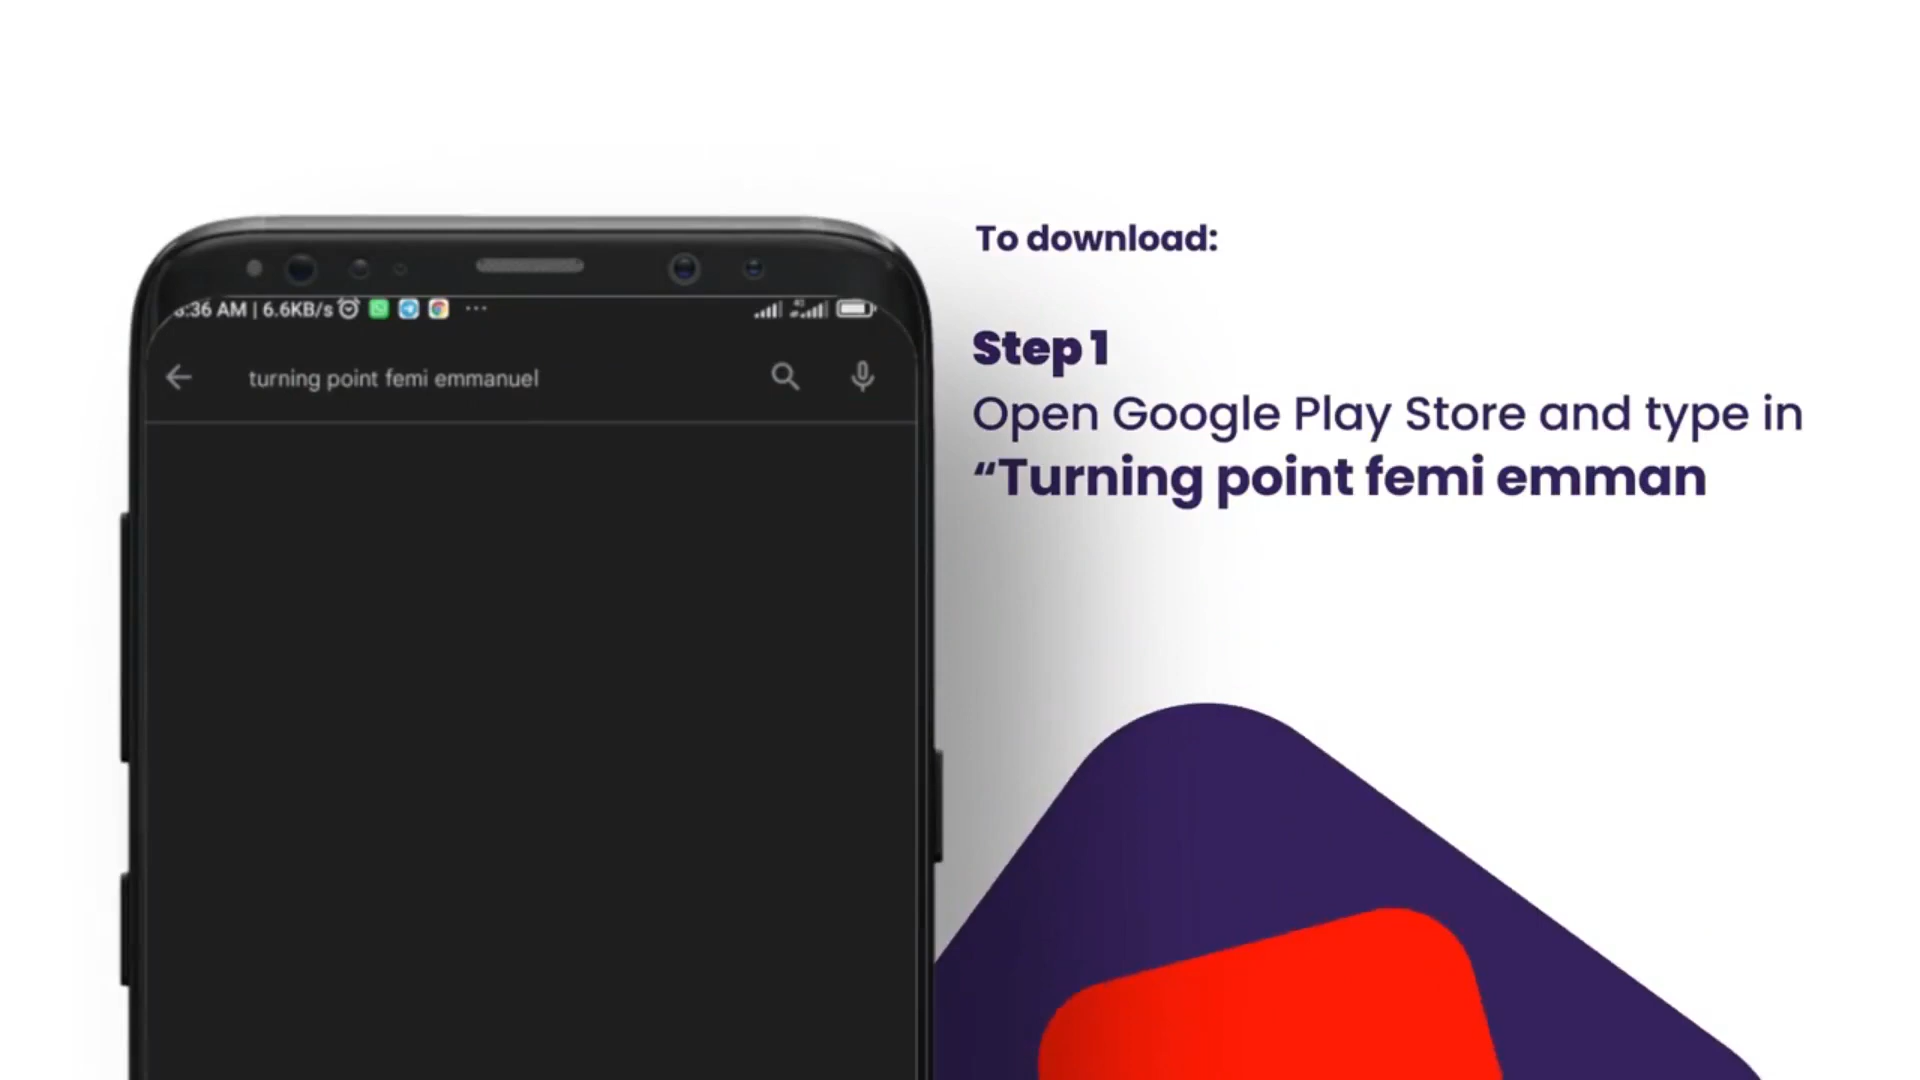 :36 AM | 6.6KB/s
turning point femi emmanuel
To download:
Step 1
Open Google Play Store and type in
“Turning point femi emman